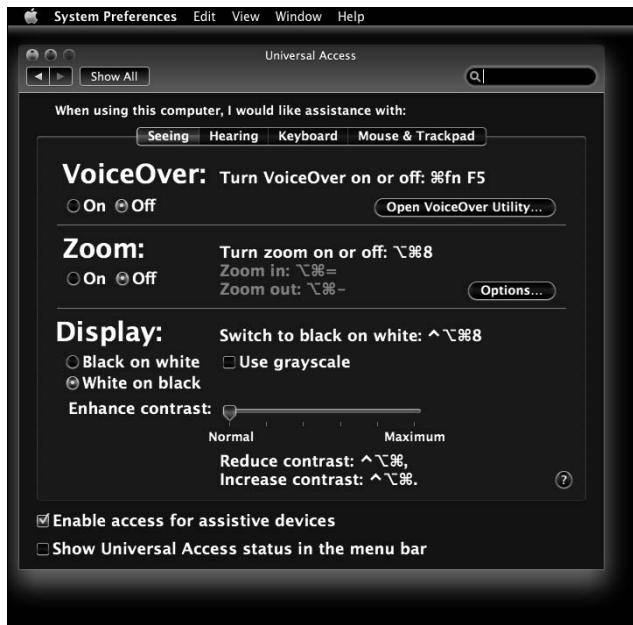 System Preferences Edit View Window Help
Universal Access
Show All
When using this computer, I would like assistance with:
Seeing Hearing Keyboard Mouse & Trackpad
VoiceOver: Turn VoiceOver on or off: ⌘fn F5
On Off Open VoiceOver Utility...
Zoom: Turn zoom on or off: ⌥⌘8
On Off Zoom in: ⌥⌘=
Zoom out: ⌥⌘- Options...
Display: Switch to black on white: ^⌥⌘8
Black on white Use grayscale
White on black
Enhance contrast:
Normal Maximum
Reduce contrast: ^⌥⌘,
Increase contrast: ^⌥⌘. ?
Enable access for assistive devices
Show Universal Access status in the menu bar